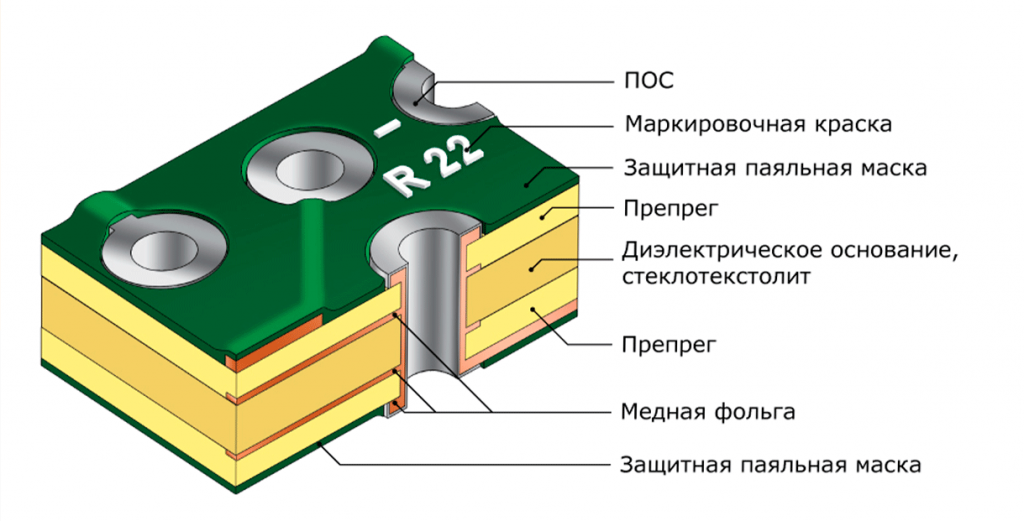 ПОС
Маркировочная краска
– R 22
Защитная паяльная маска
Препрег
Диэлектрическое основание,
стеклотекстолит
Препрег
Медная фольга
Защитная паяльная маска